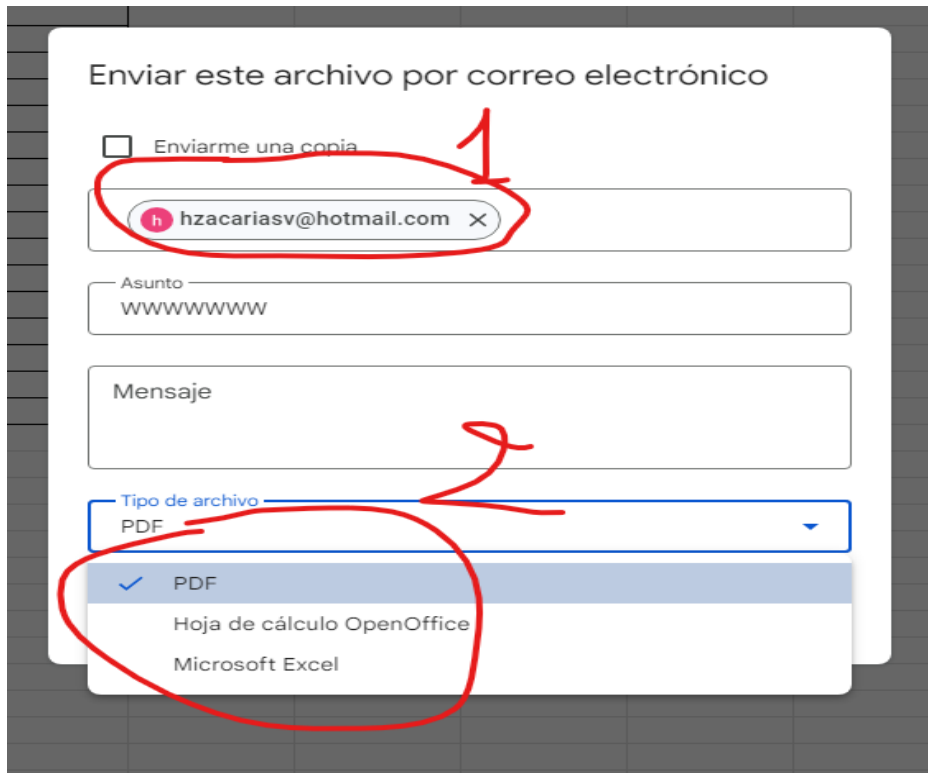 Enviar este archivo por correo electrónico
Enviarme una copia
1
h hzacariasv@hotmail.com
Asunto
wwwwwww
Mensaje
2
Tipo de archivo
PDF
PDF
Hoja de cálculo OpenOffice
Microsoft Excel